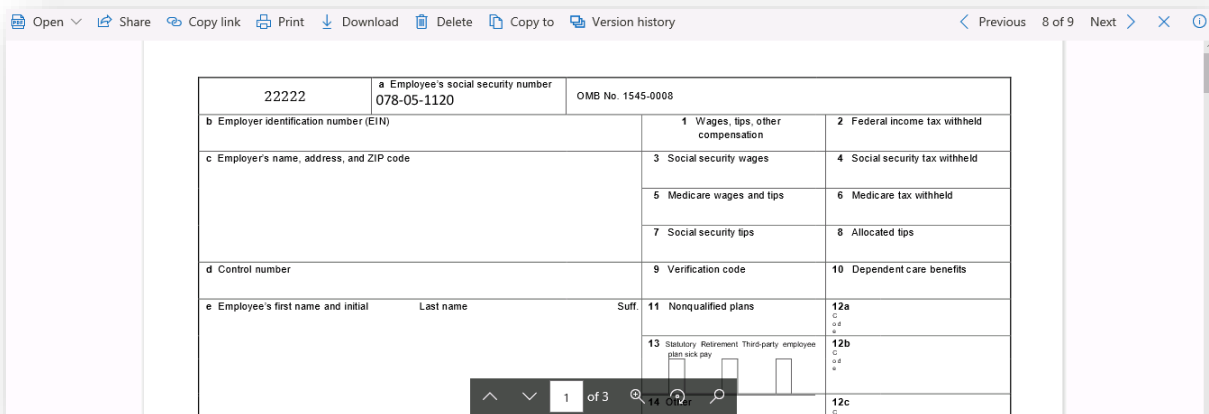 Open Share Copy link Print Download Delete Copy to Version history Previous 8 of 9 Next
22222 a Employee's social security number OMB No. 1545-0008
078-05-1120
b Employer identification number (EIN) 1 Wages, tips, other compensation 2 Federal income tax withheld
c Employer's name, address, and ZIP code 3 Social security wages 4 Social security tax withheld
5 Medicare wages and tips 6 Medicare tax withheld
7 Social security tips 8 Allocated tips
d Control number 9 Verification code 10 Dependent care benefits
e Employee's first name and initial Last name Suff. 11 Nonqualified plans 12a
C
o d
e
13 Statutory Retirement Third-party employee 12b
plan sick pay
C
o d
e
1 of 3
14 Other 12c
C